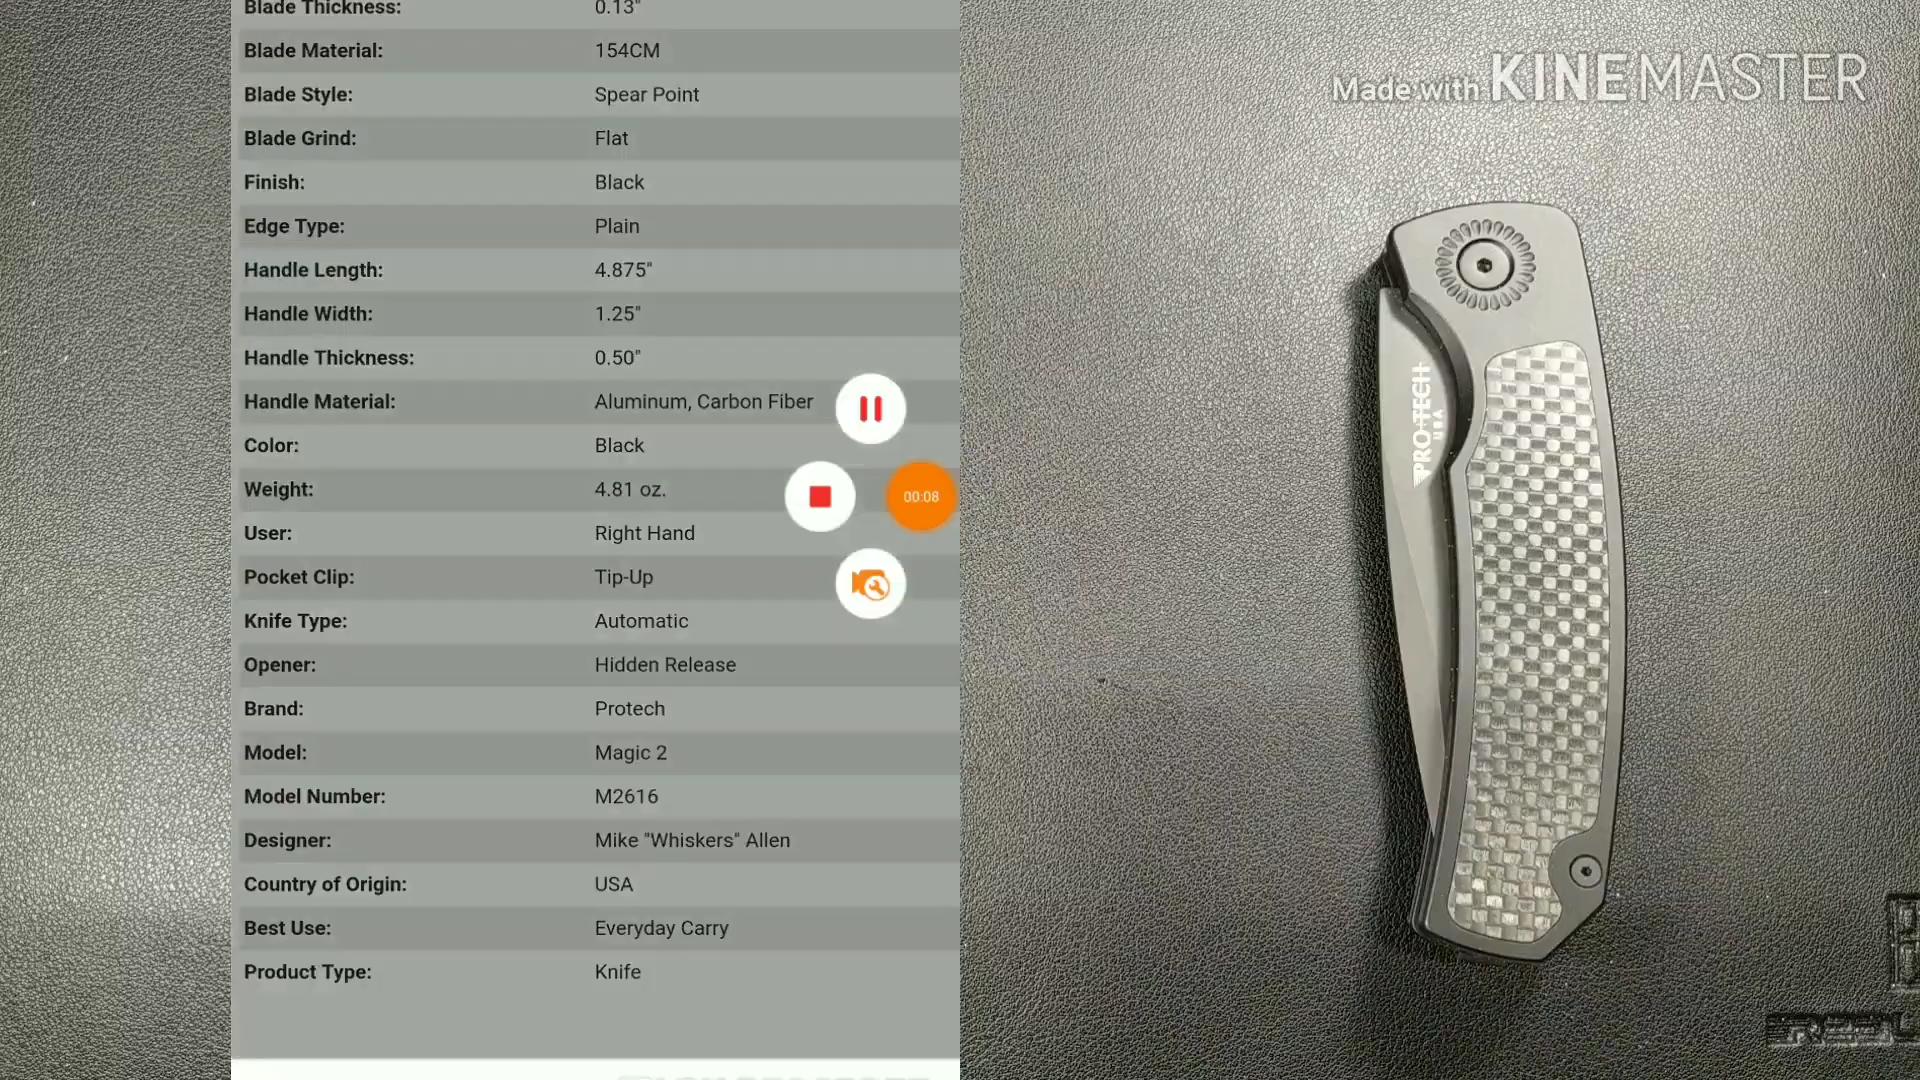 Blade Thickness: 0.13"
Blade Material: 154CM
Blade Style: Spear Point
Blade Grind: Flat
Finish: Black
Edge Type: Plain
Handle Length: 4.875"
Handle Width: 1.25"
Handle Thickness: 0.50"
Handle Material: Aluminum, Carbon Fiber
Color: Black
Weight: 4.81 oz.
User: Right Hand
Pocket Clip: Tip-Up
Knife Type: Automatic
Opener: Hidden Release
Brand: Protech
Model: Magic 2
Model Number: M2616
Designer: Mike "Whiskers" Allen
Country of Origin: USA
Best Use: Everyday Carry
Product Type: Knife
00:08
Made with KINEMASTER
PRO-TECH
USA